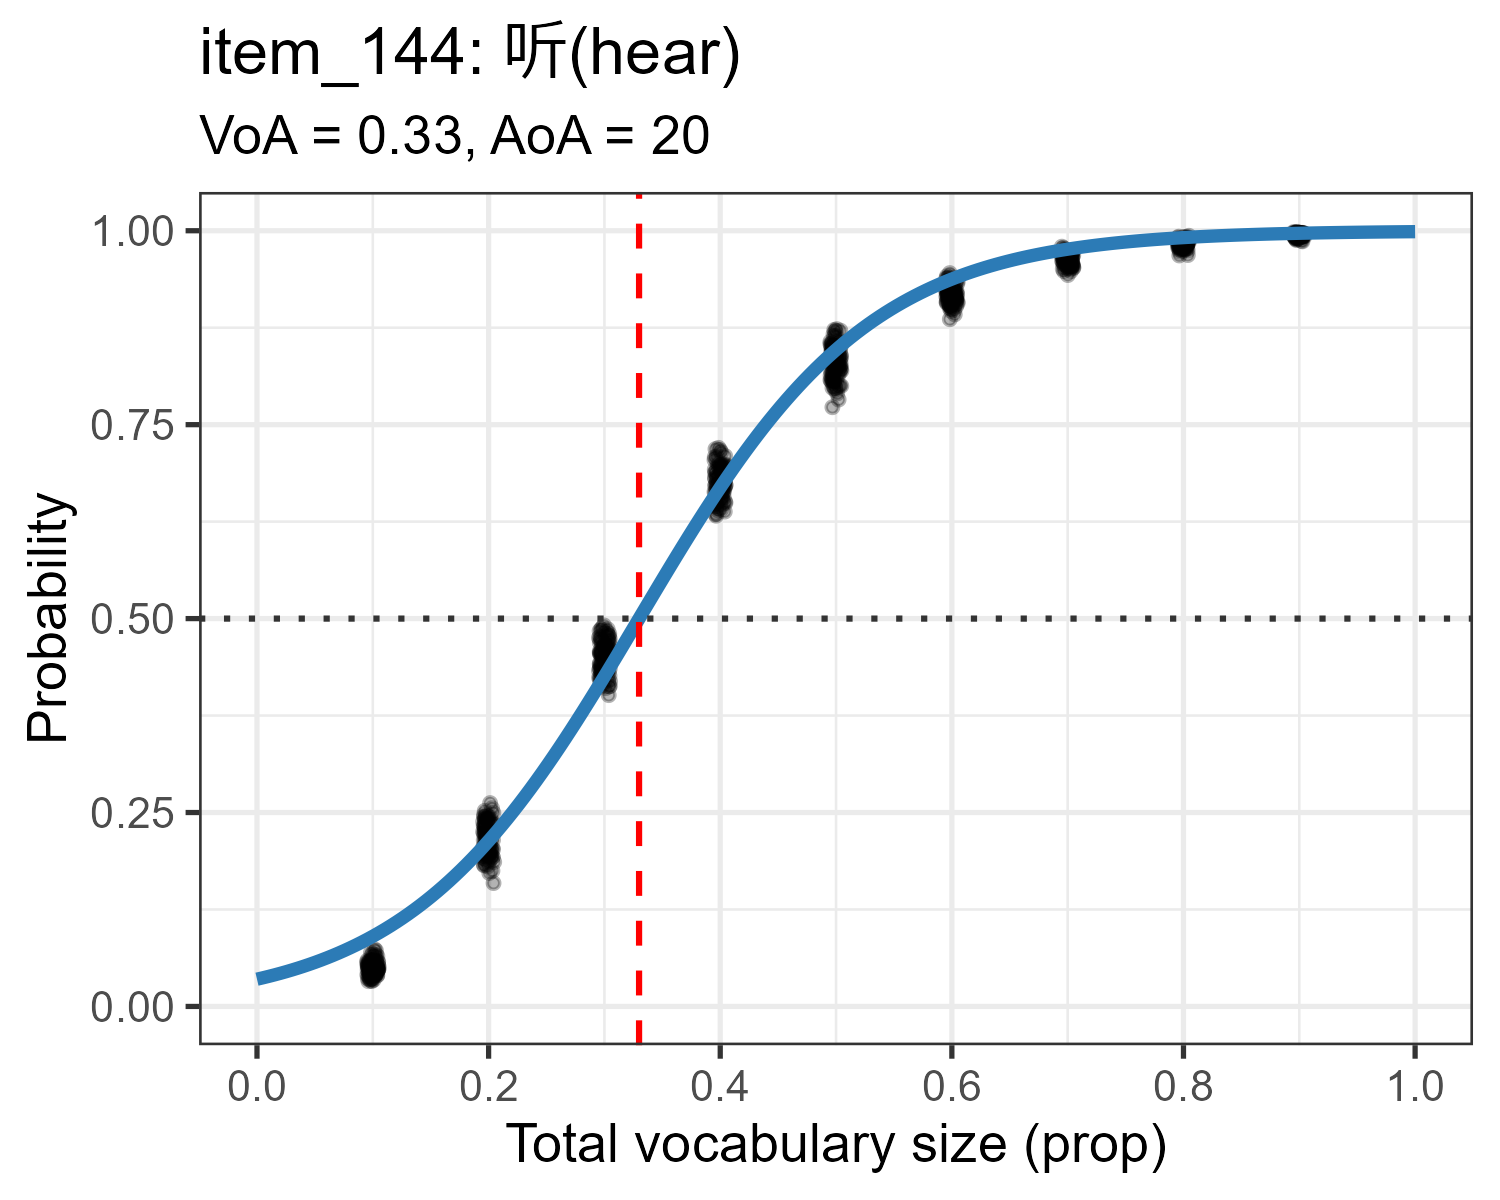 item_144: 听(hear)
VoA = 0.33, AoA = 20
1.00
0.75
0.50
0.25
0.00
Probability
0.0 0.2 0.4 0.6 0.8 1.0
Total vocabulary size (prop)